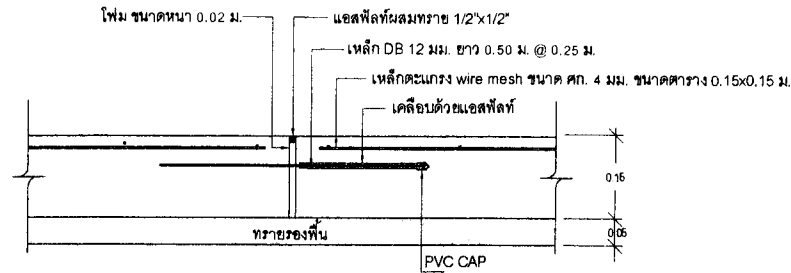 โฟม ขนาดหนา 0.02 ม.
แอสฟัลท์ผสมทราย 1/2"x1/2"
เหล็ก DB 12 มม. ยาว 0.50 ม. @ 0.25 ม.
เหล็กตะแกรง wire mesh ขนาด ศก. 4 มม. ขนาดตาราง 0.15x0.15 ม.
เคลือบด้วยแอสฟัลท์
0.15
ทรายรองพื้น
0.05
PVC CAP